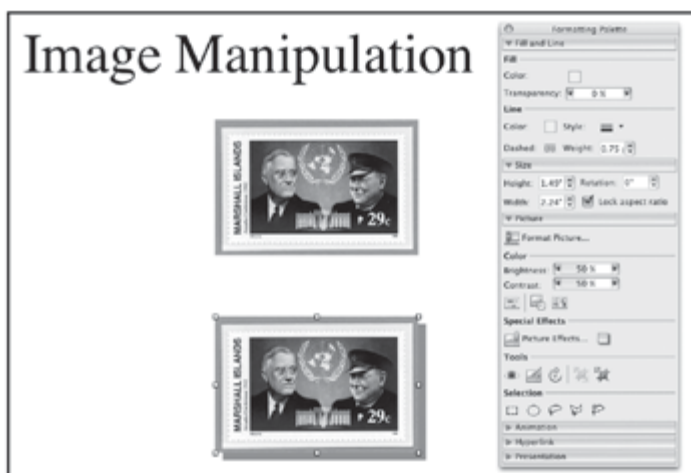 Image Manipulation
MARSHALL ISLANDS
29c
MARSHALL ISLANDS
29c
Formatting Palette
Fill and Line
Fill
Color:
Transparency: 0 %
Line
Color: Style:
Dashed: Weight: 0.75
Size
Height: 1.49" Rotation: 0°
Width: 2.24" Lock aspect ratio
Picture
Format Picture...
Color
Brightness: 50 %
Contrast: 50 %
Special Effects
Picture Effects...
Tools
Selection
Animation
Hyperlink
Presentation